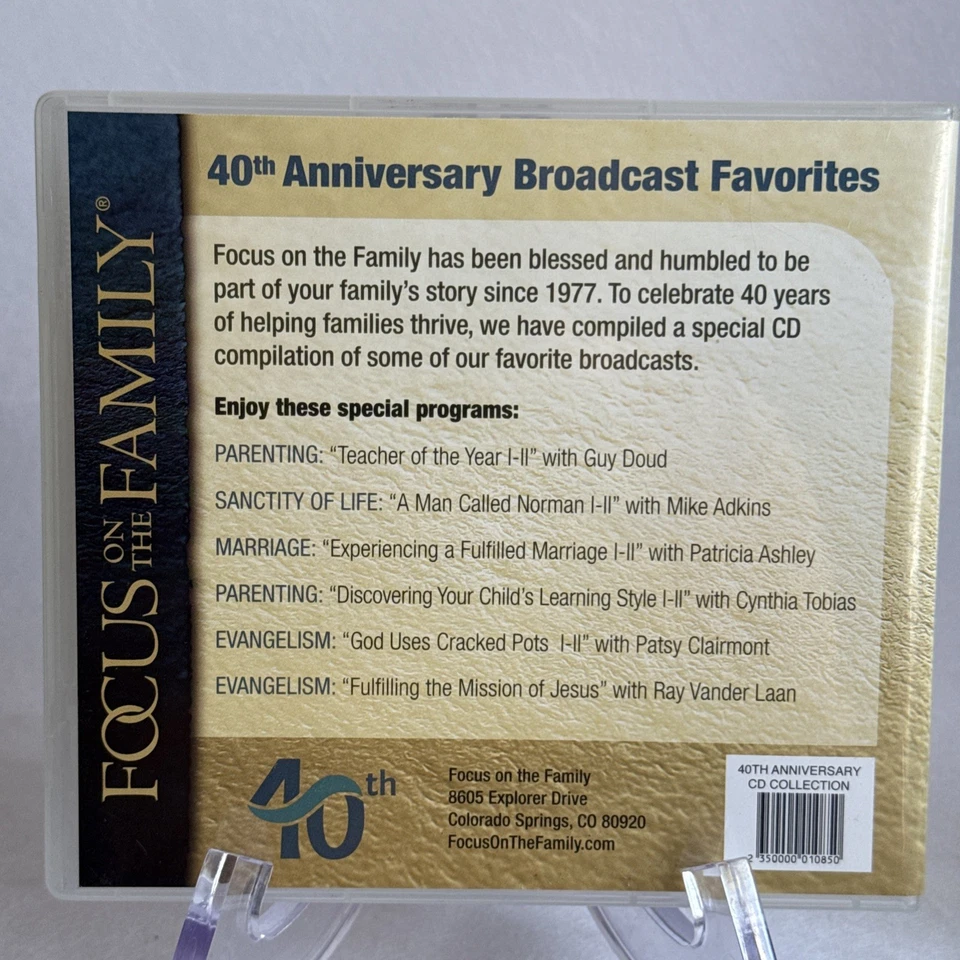 FOCUS ON THE FAMILY®
40th Anniversary Broadcast Favorites
Focus on the Family has been blessed and humbled to be
part of your family's story since 1977. To celebrate 40 years
of helping families thrive, we have compiled a special CD
compilation of some of our favorite broadcasts.
Enjoy these special programs:
PARENTING: “Teacher of the Year I-II” with Guy Doud
SANCTITY OF LIFE: “A Man Called Norman I-II” with Mike Adkins
MARRIAGE: “Experiencing a Fulfilled Marriage I-II” with Patricia Ashley
PARENTING: “Discovering Your Child's Learning Style I-II” with Cynthia Tobias
EVANGELISM: “God Uses Cracked Pots I-II” with Patsy Clairmont
EVANGELISM: “Fulfilling the Mission of Jesus” with Ray Vander Laan
40th
Focus on the Family
8605 Explorer Drive
Colorado Springs, CO 80920
FocusOnTheFamily.com
40TH ANNIVERSARY
CD COLLECTION
2 350000 010850